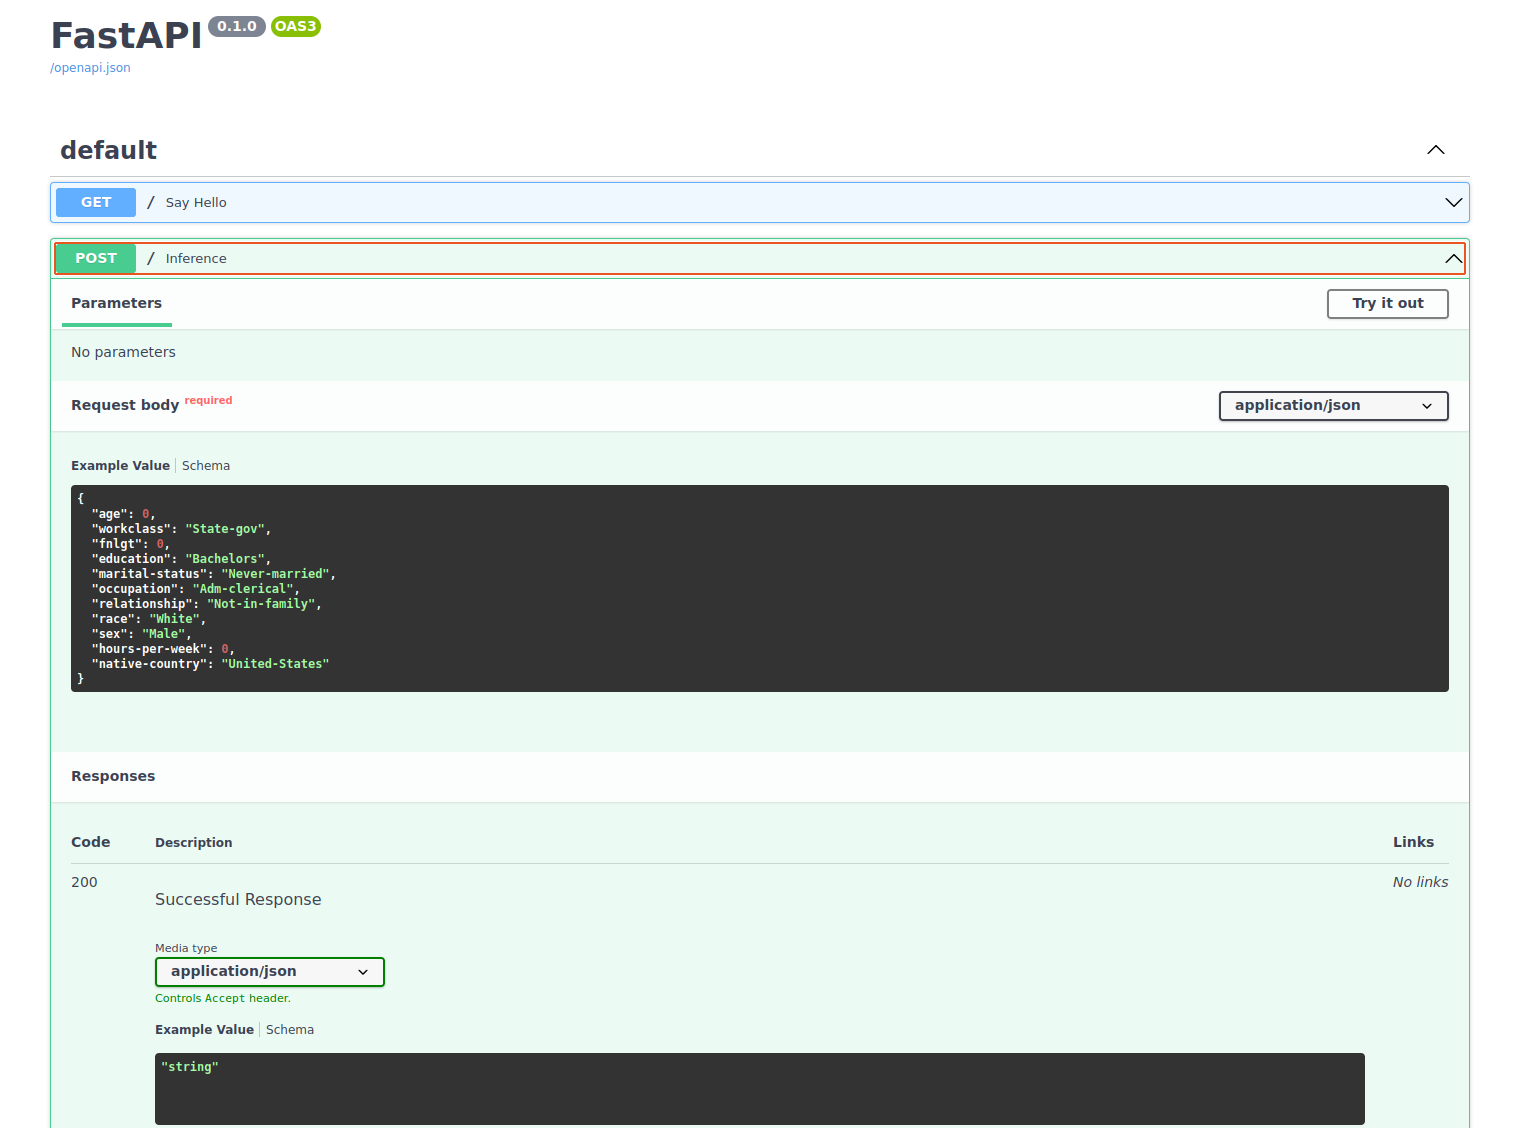 FastAPI 0.1.0 OAS3
/openapi.json
default
GET / Say Hello
POST / Inference
Parameters Try it out
No parameters
Request body required application/json
Example Value Schema
{
"age": 0,
"workclass": "State-gov",
"fnlgt": 0,
"education": "Bachelors",
"marital-status": "Never-married",
"occupation": "Adm-clerical",
"relationship": "Not-in-family",
"race": "White",
"sex": "Male",
"hours-per-week": 0,
"native-country": "United-States"
}
Responses
Code Description Links
200 No links
Successful Response
Media type
application/json
Controls Accept header.
Example Value Schema
"string"